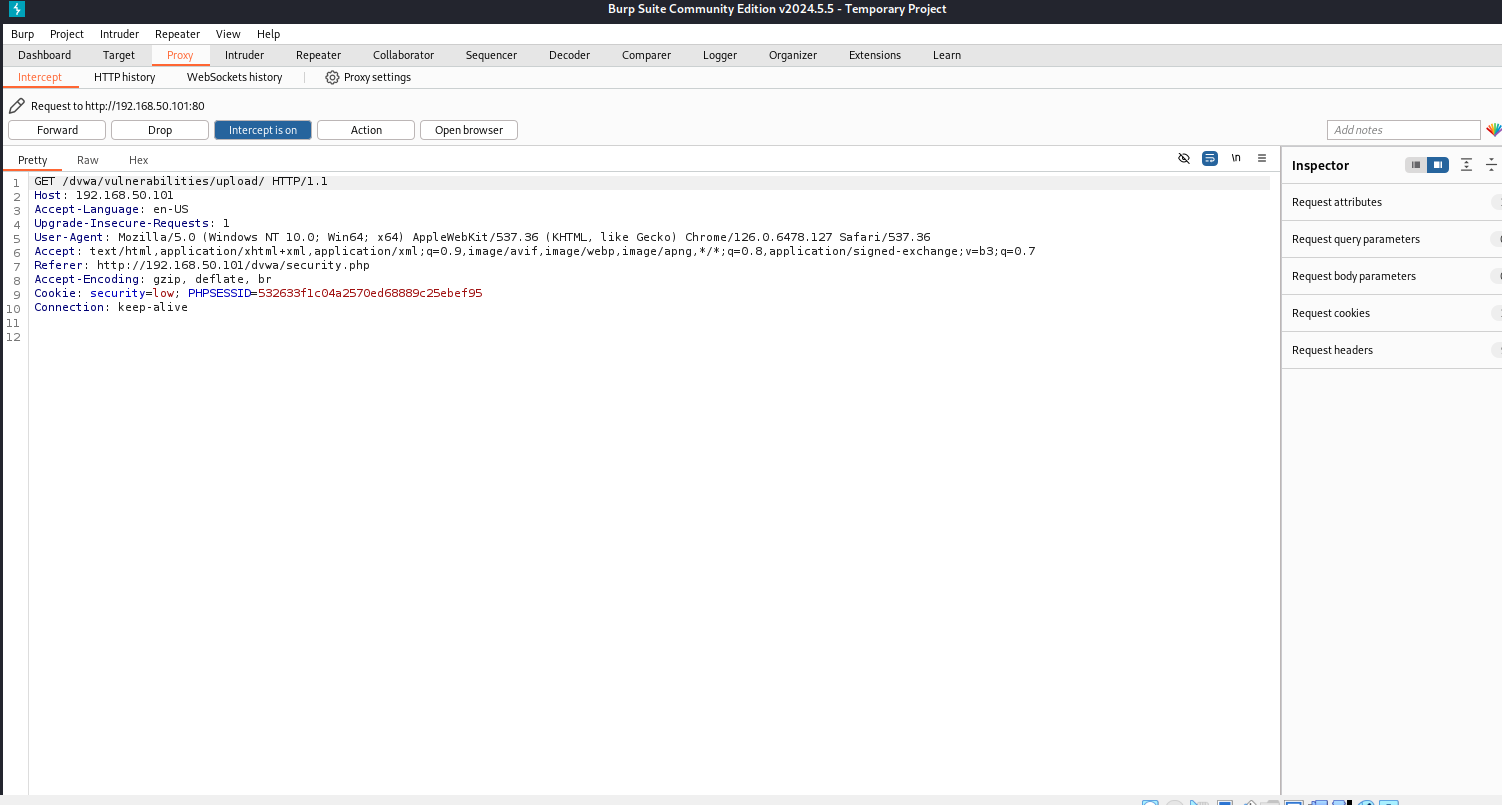 Burp Suite Community Edition v2024.5.5 - Temporary Project
Burp Project Intruder Repeater View Help
Dashboard Target Proxy Intruder Repeater Collaborator Sequencer Decoder Comparer Logger Organizer Extensions Learn
Intercept HTTP history WebSockets history Proxy settings
Request to http://192.168.50.101:80
Forward Drop Intercept is on Action Open browser Add notes
Pretty Raw Hex \n
Inspector
1 GET /dvwa/vulnerabilities/upload/ HTTP/1.1
2 Host: 192.168.50.101
3 Accept-Language: en-US
4 Upgrade-Insecure-Requests: 1
5 User-Agent: Mozilla/5.0 (Windows NT 10.0; Win64; x64) AppleWebKit/537.36 (KHTML, like Gecko) Chrome/126.0.6478.127 Safari/537.36
6 Accept: text/html,application/xhtml+xml,application/xml;q=0.9,image/avif,image/webp,image/apng,*/*;q=0.8,application/signed-exchange;v=b3;q=0.7
7 Referer: http://192.168.50.101/dvwa/security.php
8 Accept-Encoding: gzip, deflate, br
9 Cookie: security=low; PHPSESSID=532633f1c04a2570ed68889c25ebef95
10 Connection: keep-alive
11
12
Request attributes
Request query parameters
Request body parameters
Request cookies
Request headers